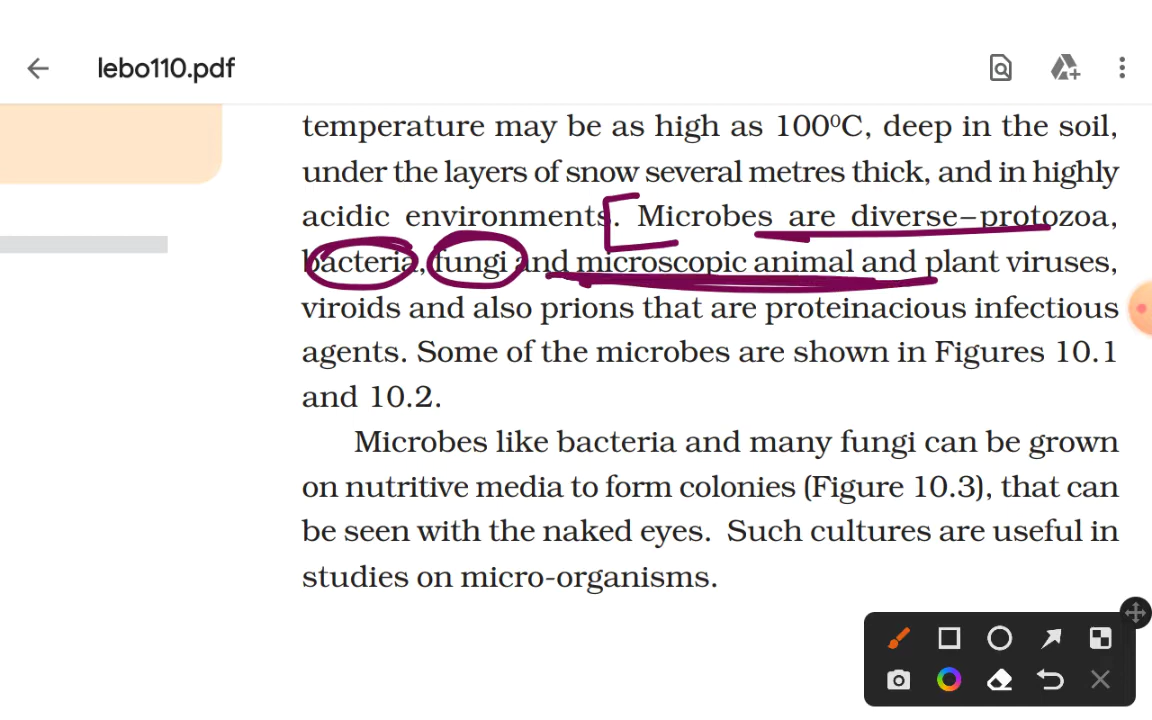 lebo110.pdf
temperature may be as high as 100⁰C, deep in the soil,
under the layers of snow several metres thick, and in highly
acidic environments. Microbes are diverse–protozoa,
bacteria, fungi and microscopic animal and plant viruses,
viroids and also prions that are proteinacious infectious
agents. Some of the microbes are shown in Figures 10.1
and 10.2.
Microbes like bacteria and many fungi can be grown
on nutritive media to form colonies (Figure 10.3), that can
be seen with the naked eyes. Such cultures are useful in
studies on micro-organisms.